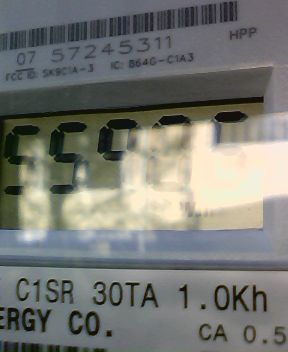 07 57245311 HPP
FCC ID: SK9C1A-3 IC: 864G-C1A3
C1SR 30TA 1.0Kh
ERGY CO. CA 0.5